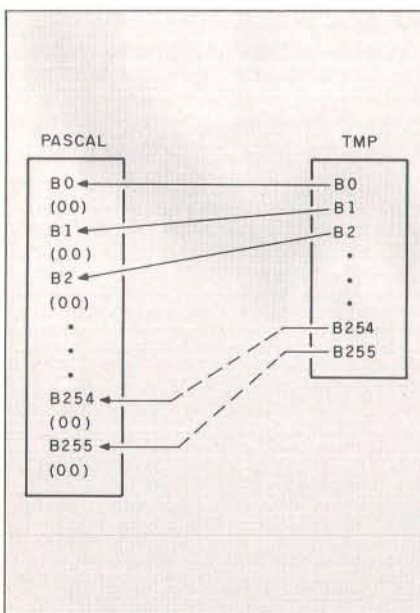 PASCAL
B0
(00)
B1
(00)
B2
(00)
•
•
•
B254
(00)
B255
(00)
TMP
B0
B1
B2
•
•
•
B254
B255